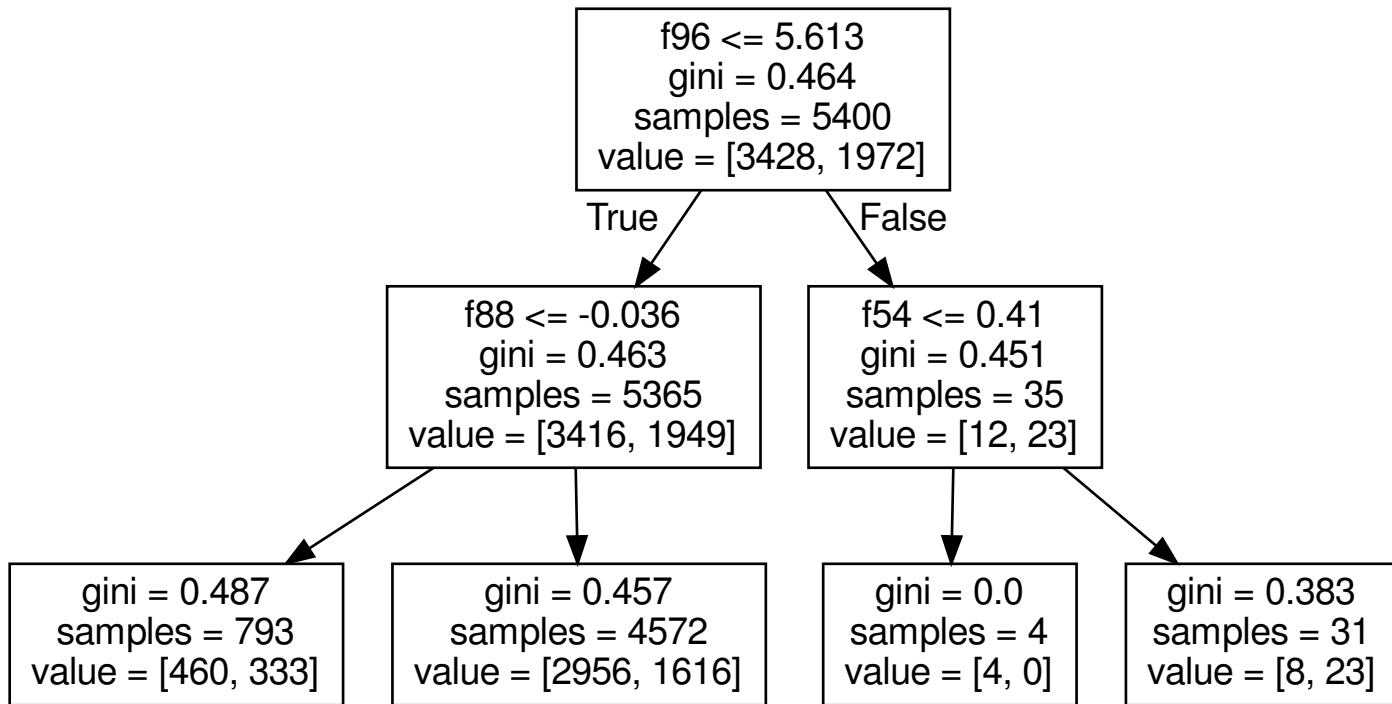 f96 <= 5.613
gini = 0.464
samples = 5400
value = [3428, 1972]
True
False
f88 <= -0.036
gini = 0.463
samples = 5365
value = [3416, 1949]
f54 <= 0.41
gini = 0.451
samples = 35
value = [12, 23]
gini = 0.487
samples = 793
value = [460, 333]
gini = 0.457
samples = 4572
value = [2956, 1616]
gini = 0.0
samples = 4
value = [4, 0]
gini = 0.383
samples = 31
value = [8, 23]